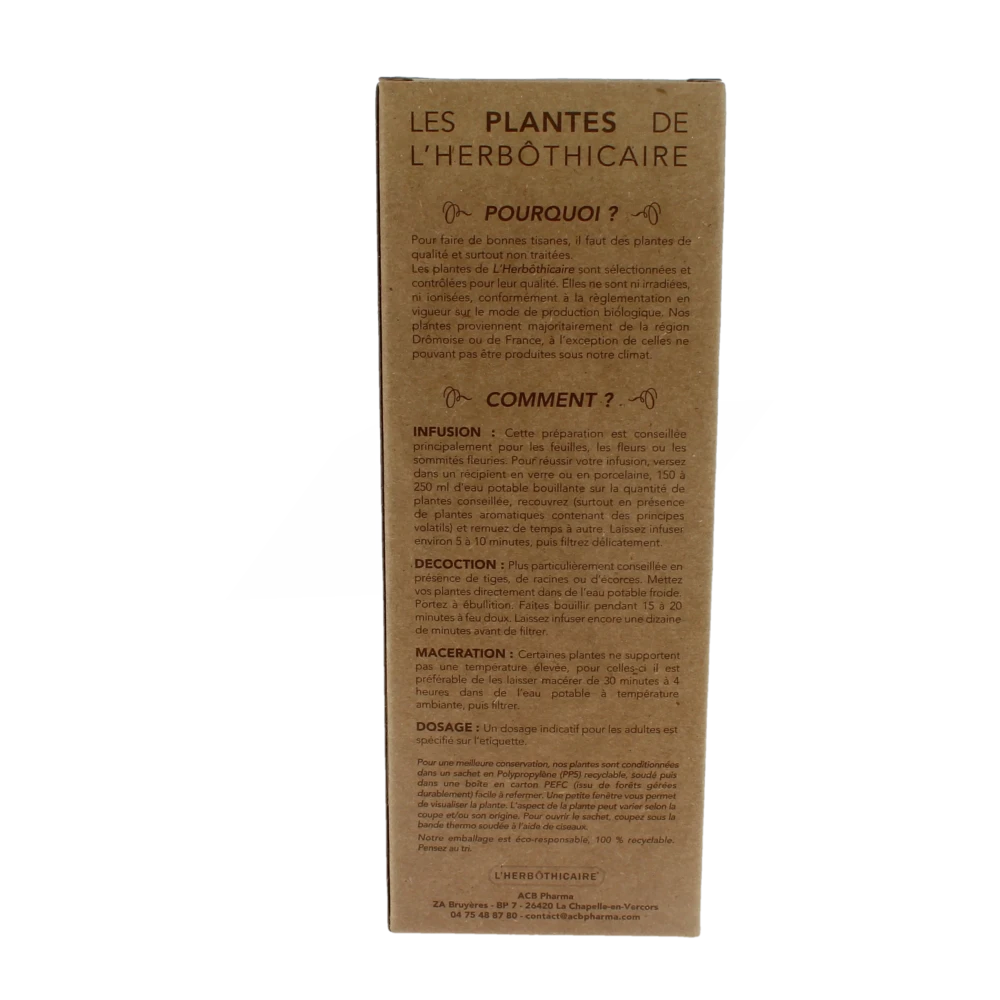 LES PLANTES DE
L'HERBÔTHICAIRE
POURQUOI ?
Pour faire de bonnes tisanes, il faut des plantes de
qualité et surtout non traitées.
Les plantes de L'Herbôthicaire sont sélectionnées et
contrôlées pour leur qualité. Elles ne sont ni irradiées,
ni ionisées, conformément à la règlementation en
vigueur sur le mode de production biologique. Nos
plantes proviennent majoritairement de la région
Drômoise ou de France, à l'exception de celles ne
pouvant pas être produites sous notre climat.
COMMENT ?
INFUSION : Cette préparation est conseillée
principalement pour les feuilles, les fleurs ou les
sommités fleuries. Pour réussir votre infusion, versez
dans un récipient en verre ou en porcelaine, 150 à
250 ml d'eau potable bouillante sur la quantité de
plantes conseillée, recouvrez (surtout en présence
de plantes aromatiques contenant des principes
volatils) et remuez de temps à autre. Laissez infuser
environ 5 à 10 minutes, puis filtrez délicatement.
DECOCTION : Plus particulièrement conseillée en
présence de tiges, de racines ou d'écorces. Mettez
vos plantes directement dans de l'eau potable froide.
Portez à ébullition. Faites bouillir pendant 15 à 20
minutes à feu doux. Laissez infuser encore une dizaine
de minutes avant de filtrer.
MACERATION : Certaines plantes ne supportent
pas une température élevée, pour celles-ci il est
préférable de les laisser macérer de 30 minutes à 4
heures dans de l'eau potable à température
ambiante, puis filtrer.
DOSAGE : Un dosage indicatif pour les adultes est
spécifié sur l'étiquette.
Pour une meilleure conservation, nos plantes sont conditionnées
dans un sachet en Polypropylène (PP5) recyclable, soudé puis
dans une boîte en carton PEFC (issu de forêts gérées
durablement) facile à refermer. Une petite fenêtre vous permet
de visualiser la plante. L'aspect de la plante peut varier selon la
coupe et/ou son origine. Pour ouvrir le sachet, coupez sous la
bande thermo soudée à l'aide de ciseaux.
Notre emballage est éco-responsable, 100 % recyclable.
Pensez au tri.
L'HERBÔTHICAIRE
ACB Pharma
ZA Bruyères - BP 7 - 26420 La Chapelle-en-Vercors
04 75 48 87 80 - contact@acbpharma.com